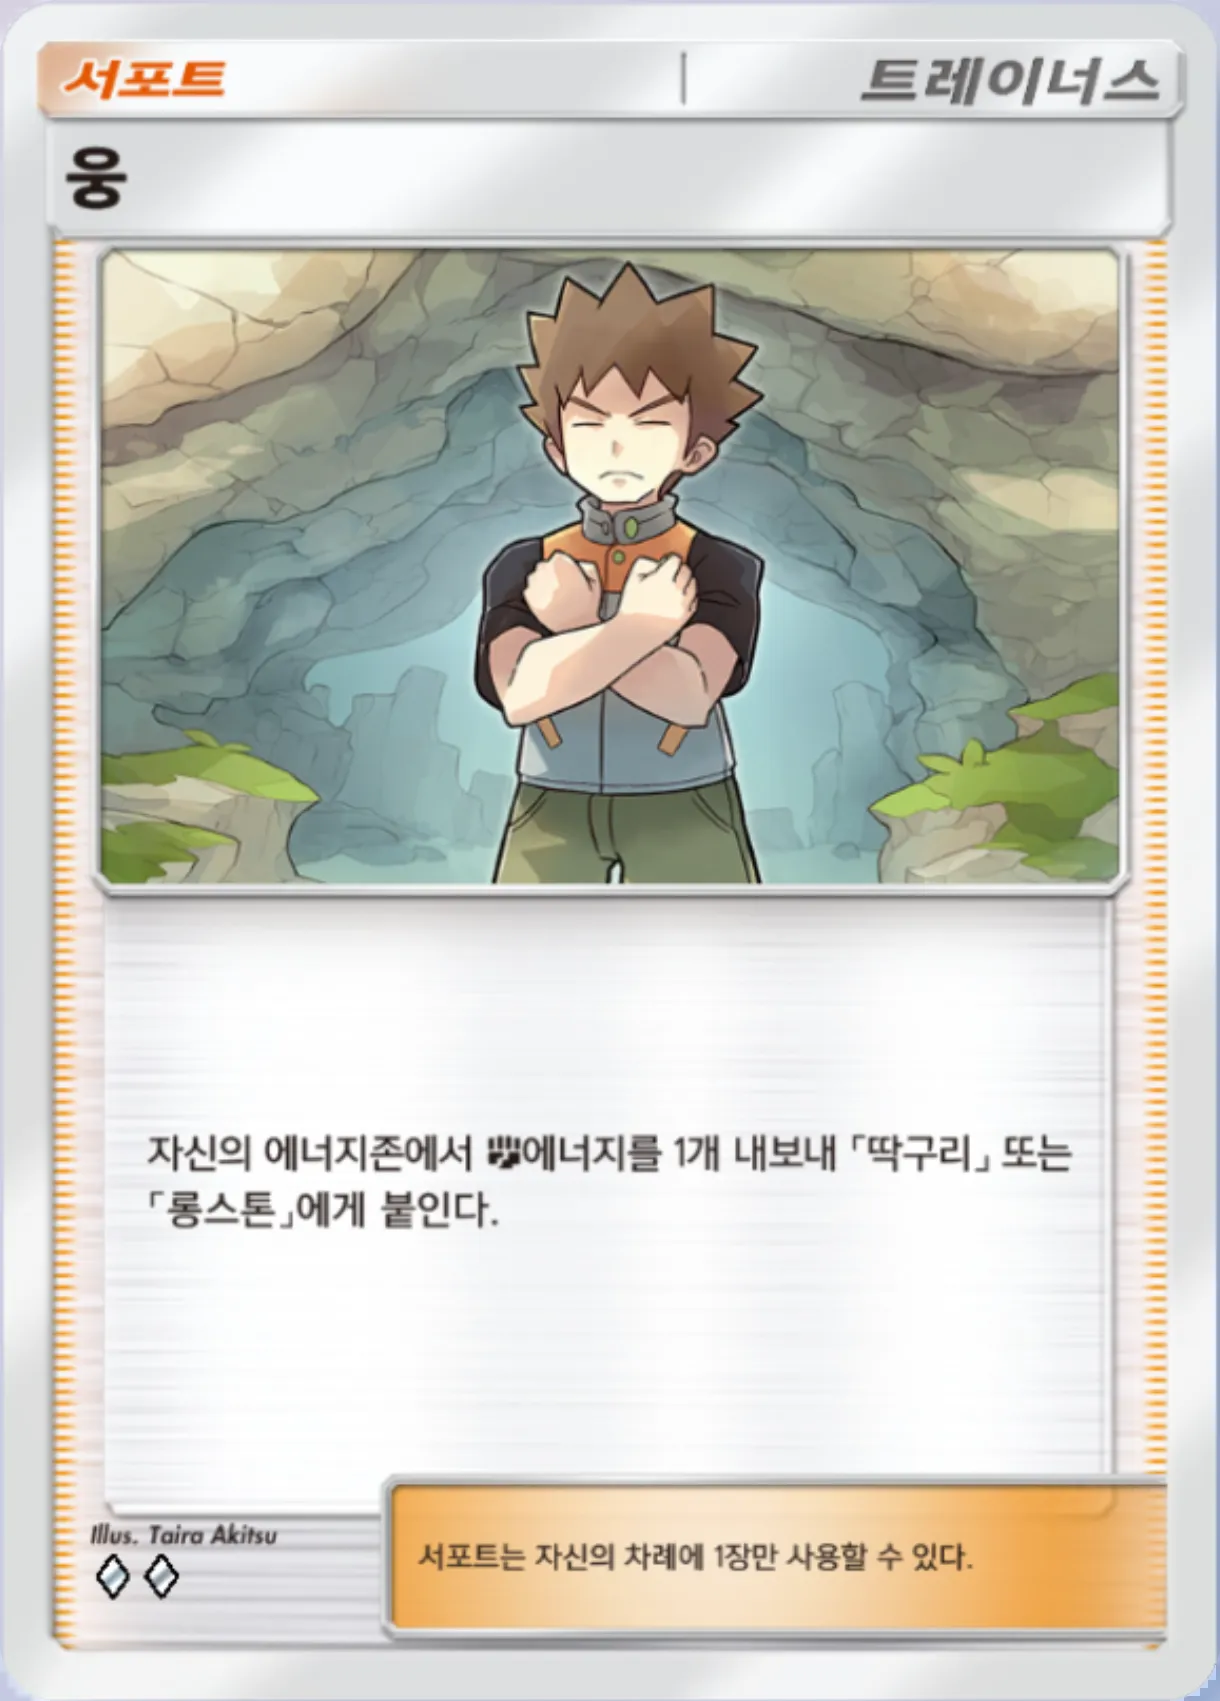 서포트
트레이너스
웅
자신의 에너지존에서 에너지를 1개 내보내 「딱구리」 또는
「롱스톤」에게 붙인다.
Illus. Taira Akitsu
서포트는 자신의 차례에 1장만 사용할 수 있다.